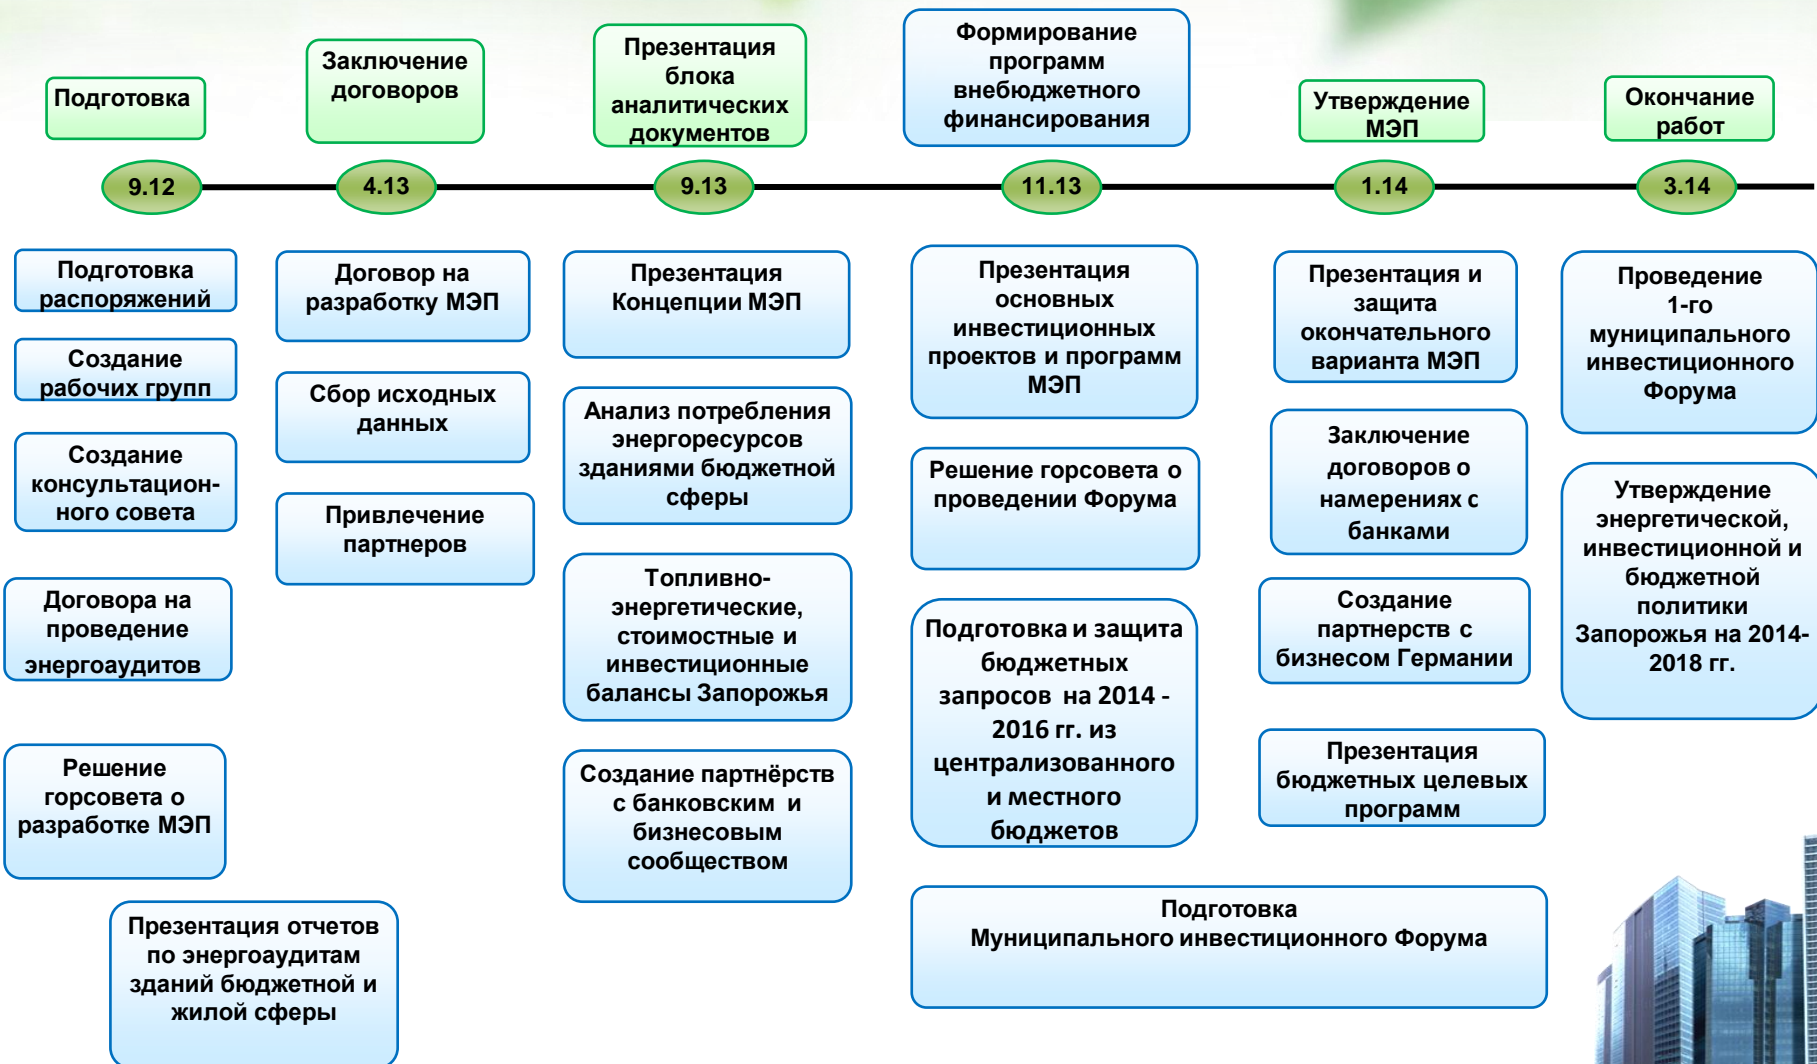 Подготовка
Заключение
договоров
Презентация
блока
аналитических
документов
Формирование
программ
внебюджетного
финансирования
Утверждение
МЭП
Окончание
работ
9.12
4.13
9.13
11.13
1.14
3.14
Подготовка
распоряжений
Создание
рабочих групп
Создание
консультацион-
ного совета
Договора на
проведение
энергоаудитов
Решение
горсовета о
разработке МЭП
Презентация отчетов
по энергоаудитам
зданий бюджетной и
жилой сферы
Договор на
разработку МЭП
Сбор исходных
данных
Привлечение
партнеров
Презентация
Концепции МЭП
Анализ потребления
энергоресурсов
зданиями бюджетной
сферы
Топливно-
энергетические,
стоимостные и
инвестиционные
балансы Запорожья
Создание партнёрств
с банковским и
бизнесовым
сообществом
Презентация
основных
инвестиционных
проектов и программ
МЭП
Решение горсовета о
проведении Форума
Подготовка и защита
бюджетных
запросов на 2014 -
2016 гг. из
централизованного
и местного
бюджетов
Подготовка
Муниципального инвестиционного Форума
Презентация и
защита
окончательного
варианта МЭП
Заключение
договоров о
намерениях с
банками
Создание
партнерств с
бизнесом Германии
Презентация
бюджетных целевых
программ
Проведение
1-го
муниципального
инвестиционного
Форума
Утверждение
энергетической,
инвестиционной и
бюджетной
политики
Запорожья на 2014-
2018 гг.